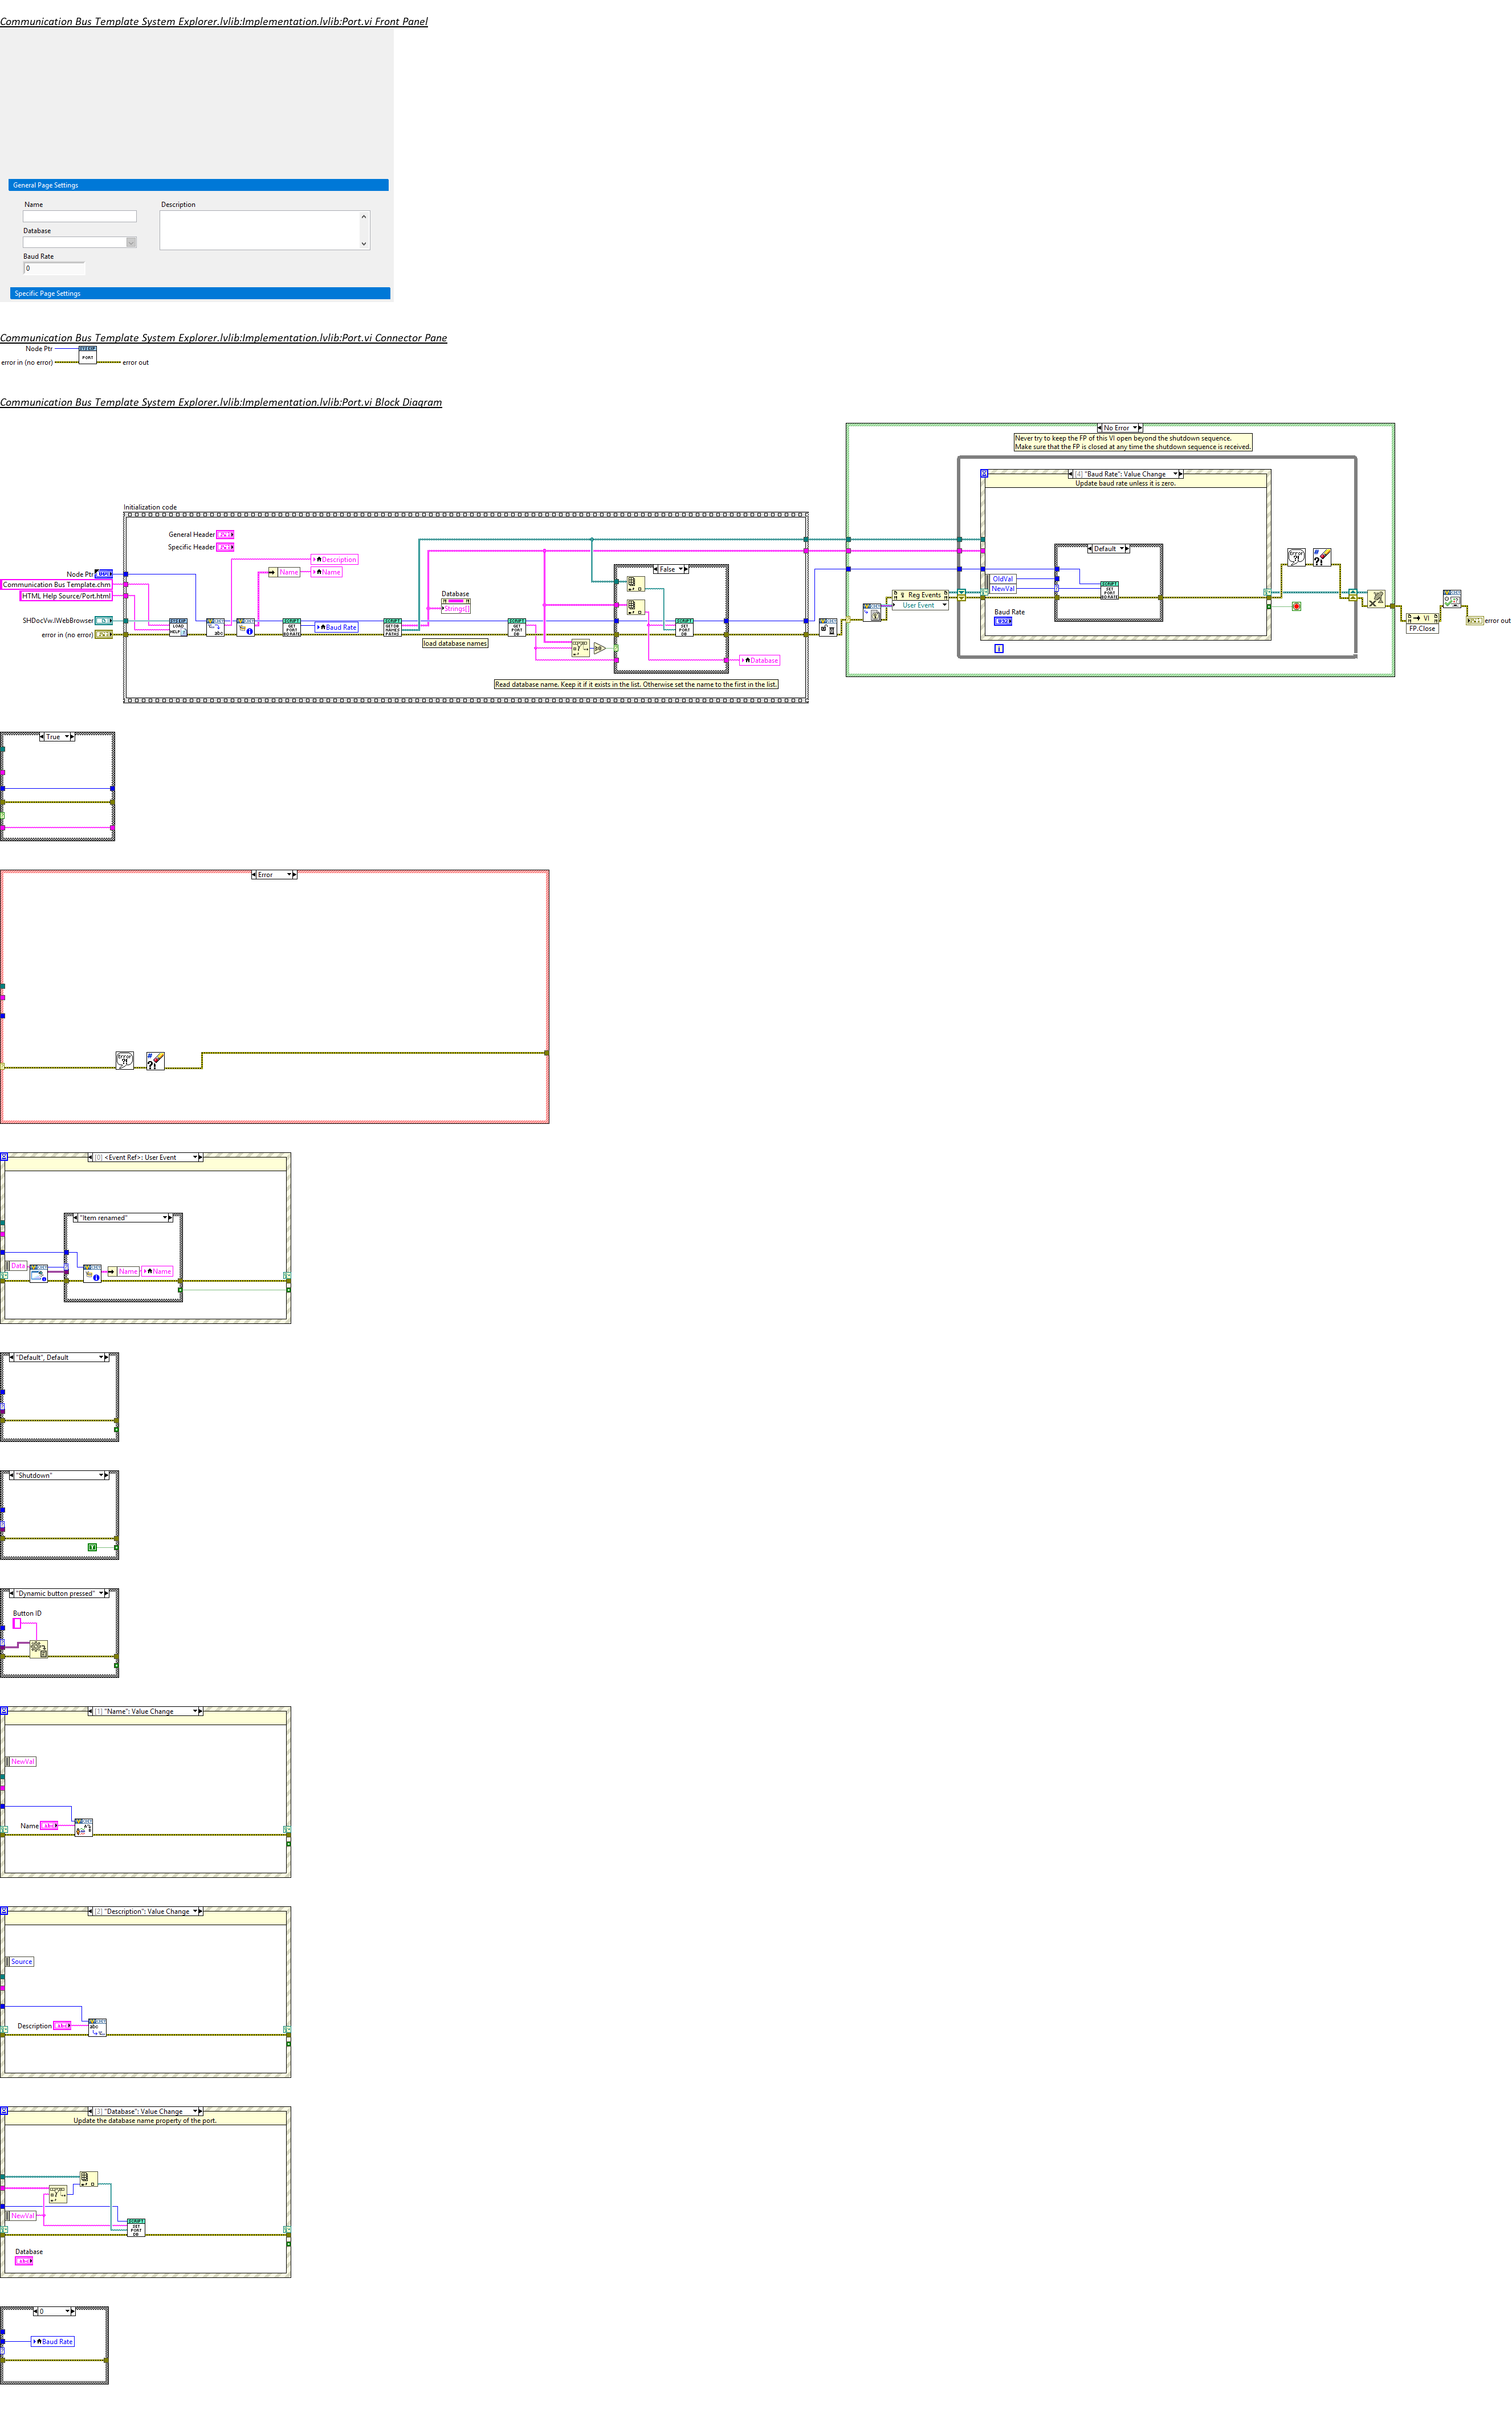 Communication Bus Template System Explorer.lvlib:Implementation.lvlib:Port.vi Front Panel
General Page Settings
Name
Description
Database
Baud Rate
0
Specific Page Settings
Communication Bus Template System Explorer.lvlib:Implementation.lvlib:Port.vi Connector Pane
Node Ptr
PORT
error in (no error)
error out
Communication Bus Template System Explorer.lvlib:Implementation.lvlib:Port.vi Block Diagram
No Error
Never try to keep the FP of this VI open beyond the shutdown sequence.
Make sure that the FP is closed at any time the shutdown sequence is received.
[4] "Baud Rate": Value Change
Update baud rate unless it is zero.
Initialization code
General Header
Specific Header
Description
Name
Name
Default
False
Node Ptr
Communication Bus Template.chm
HTML Help Source/Port.html
OldVal
NewVal
Database
Strings[]
Reg Events
User Event
SHDocVw.IWebBrowser
error in (no error)
Baud Rate
Baud Rate
load database names
FP.Close
error out
Database
Read database name. Keep it if it exists in the list. Otherwise set the name to the first in the list.
True
Error
[0] <Event Ref>: User Event
"Item renamed"
Data
Name
Name
"Default", Default
"Shutdown"
"Dynamic button pressed"
Button ID
[1] "Name": Value Change
NewVal
Name
[2] "Description": Value Change
Source
Description
[3] "Database": Value Change
Update the database name property of the port.
NewVal
Database
0
Baud Rate